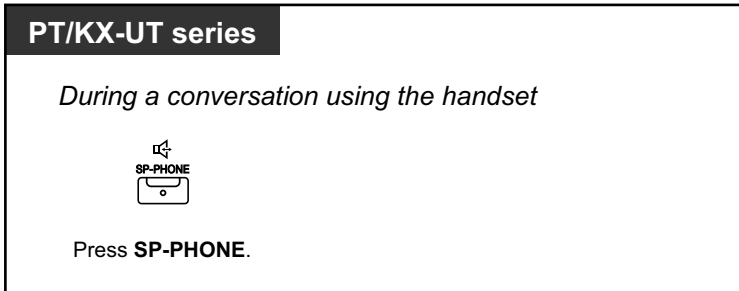 PT/KX-UT series
During a conversation using the handset
SP-PHONE
Press SP-PHONE.